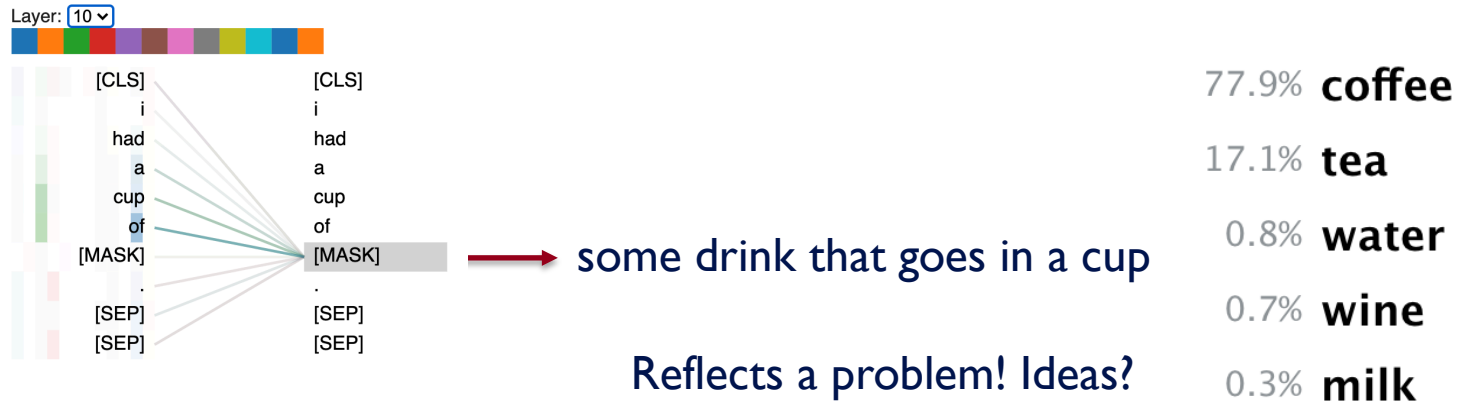 Layer: 10
[CLS] [CLS]
i i
had had
a a
cup cup
of of
[MASK] [MASK]
. .
[SEP] [SEP]
[SEP] [SEP]
some drink that goes in a cup
Reflects a problem! Ideas?
77.9% coffee
17.1% tea
0.8% water
0.7% wine
0.3% milk